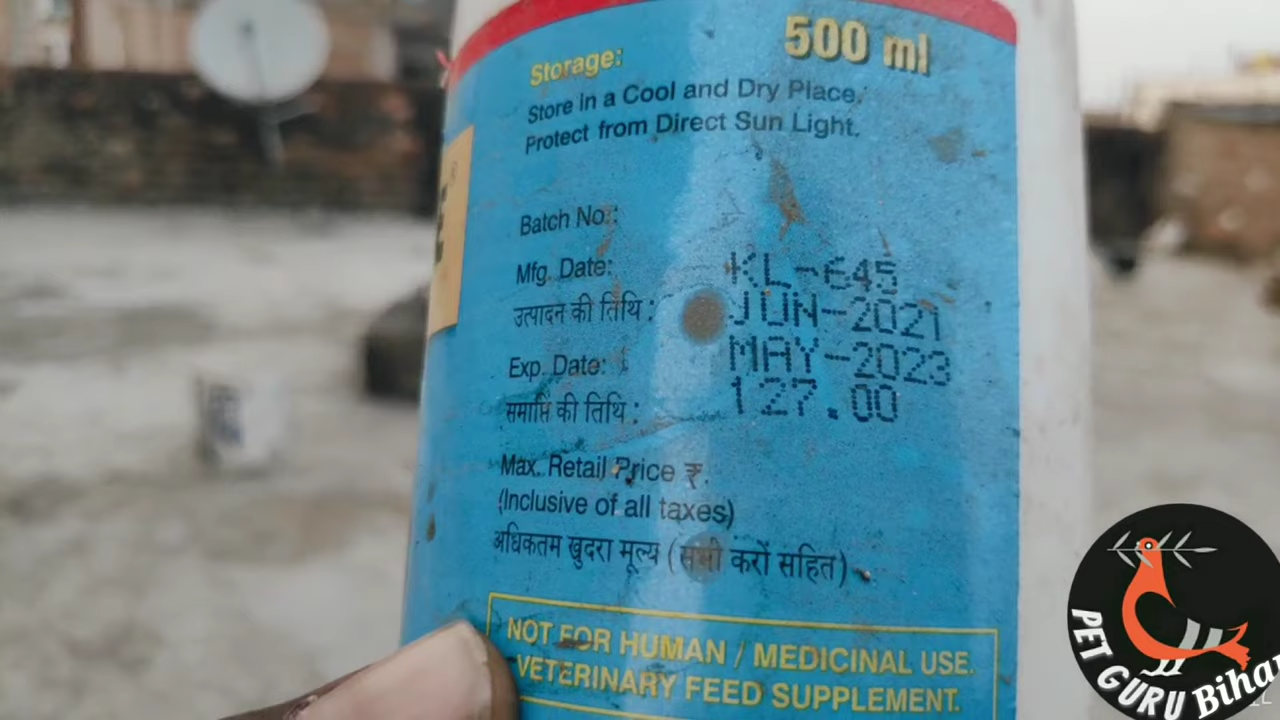 500 ml
Storage:
Store in a Cool and Dry Place,
Protect from Direct Sun Light.
E
Batch No.:
KL-645
Mfg. Date:
JUN-2021
उत्पादन की तिथि :
Exp. Date:
MAY-2023
समाप्ति की तिथि :
127.00
Max. Retail Price ₹.
(Inclusive of all taxes)
अधिकतम खुदरा मूल्य (सभी करों सहित)
NOT FOR HUMAN / MEDICINAL USE.
VETERINARY FEED SUPPLEMENT.
PET GURU Bihar